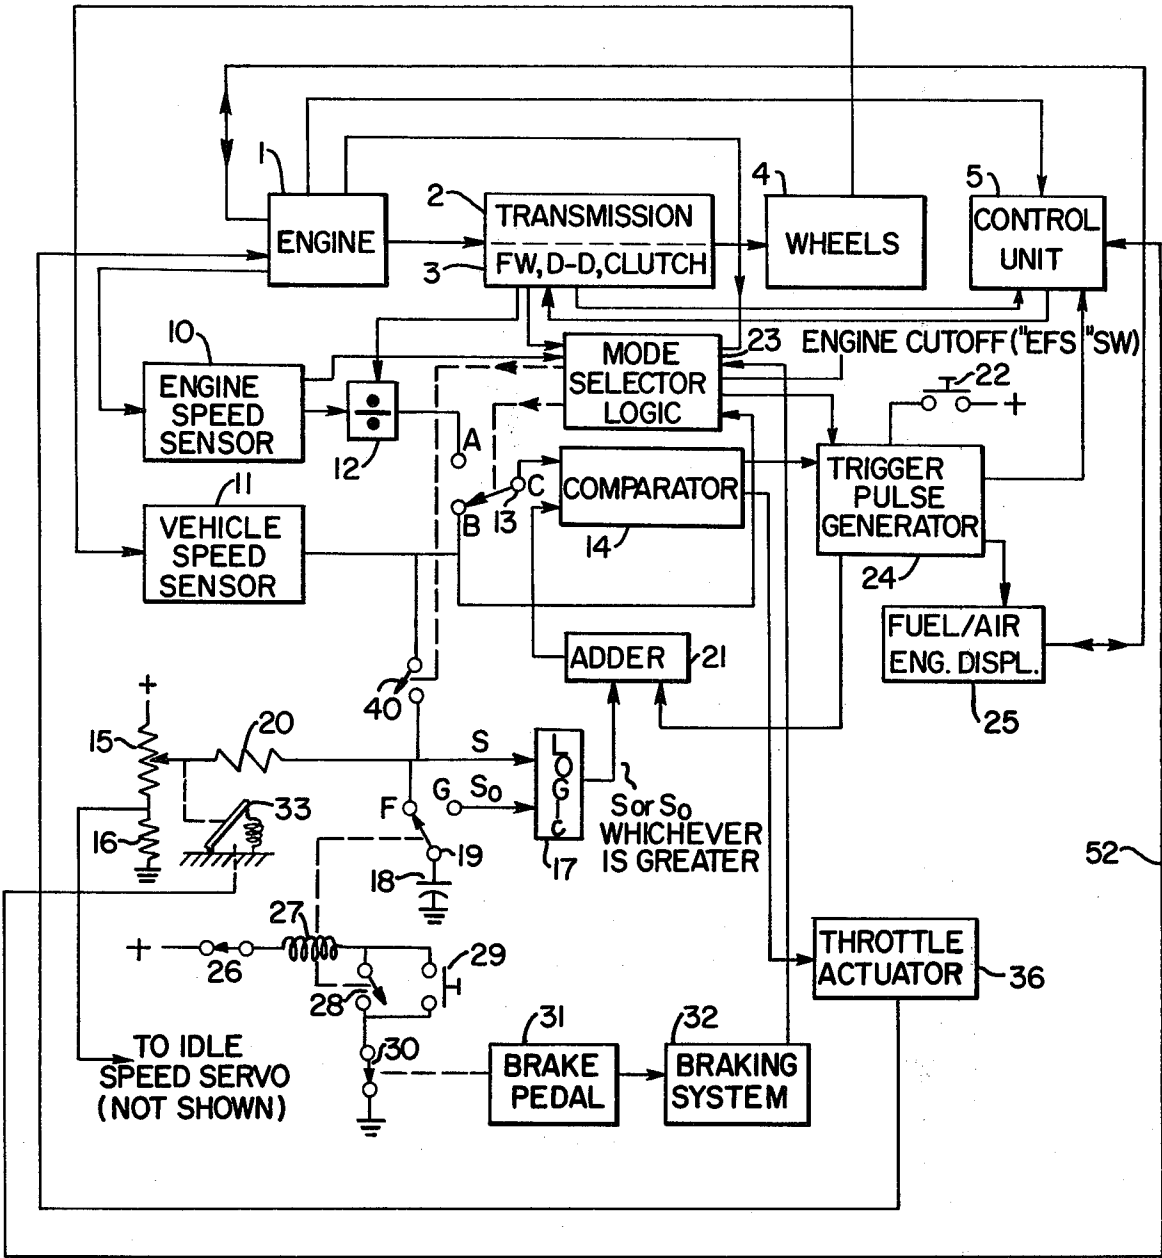 1
2
4
5
ENGINE
TRANSMISSION
3
FW, D-D, CLUTCH
WHEELS
CONTROL
UNIT
10
ENGINE
SPEED
SENSOR
÷
12
A
MODE
SELECTOR
LOGIC
23
ENGINE CUTOFF ("EFS "SW)
22
+
11
VEHICLE
SPEED
SENSOR
B
13
C
COMPARATOR
14
TRIGGER
PULSE
GENERATOR
24
FUEL/AIR
ENG. DISPL.
25
ADDER
21
40
+
15
20
S
33
16
F
G
So
LOGIC
17
S or So
WHICHEVER
IS GREATER
19
18
52
27
+
26
28
29
THROTTLE
ACTUATOR
36
TO IDLE
SPEED SERVO
(NOT SHOWN)
30
31
BRAKE
PEDAL
32
BRAKING
SYSTEM